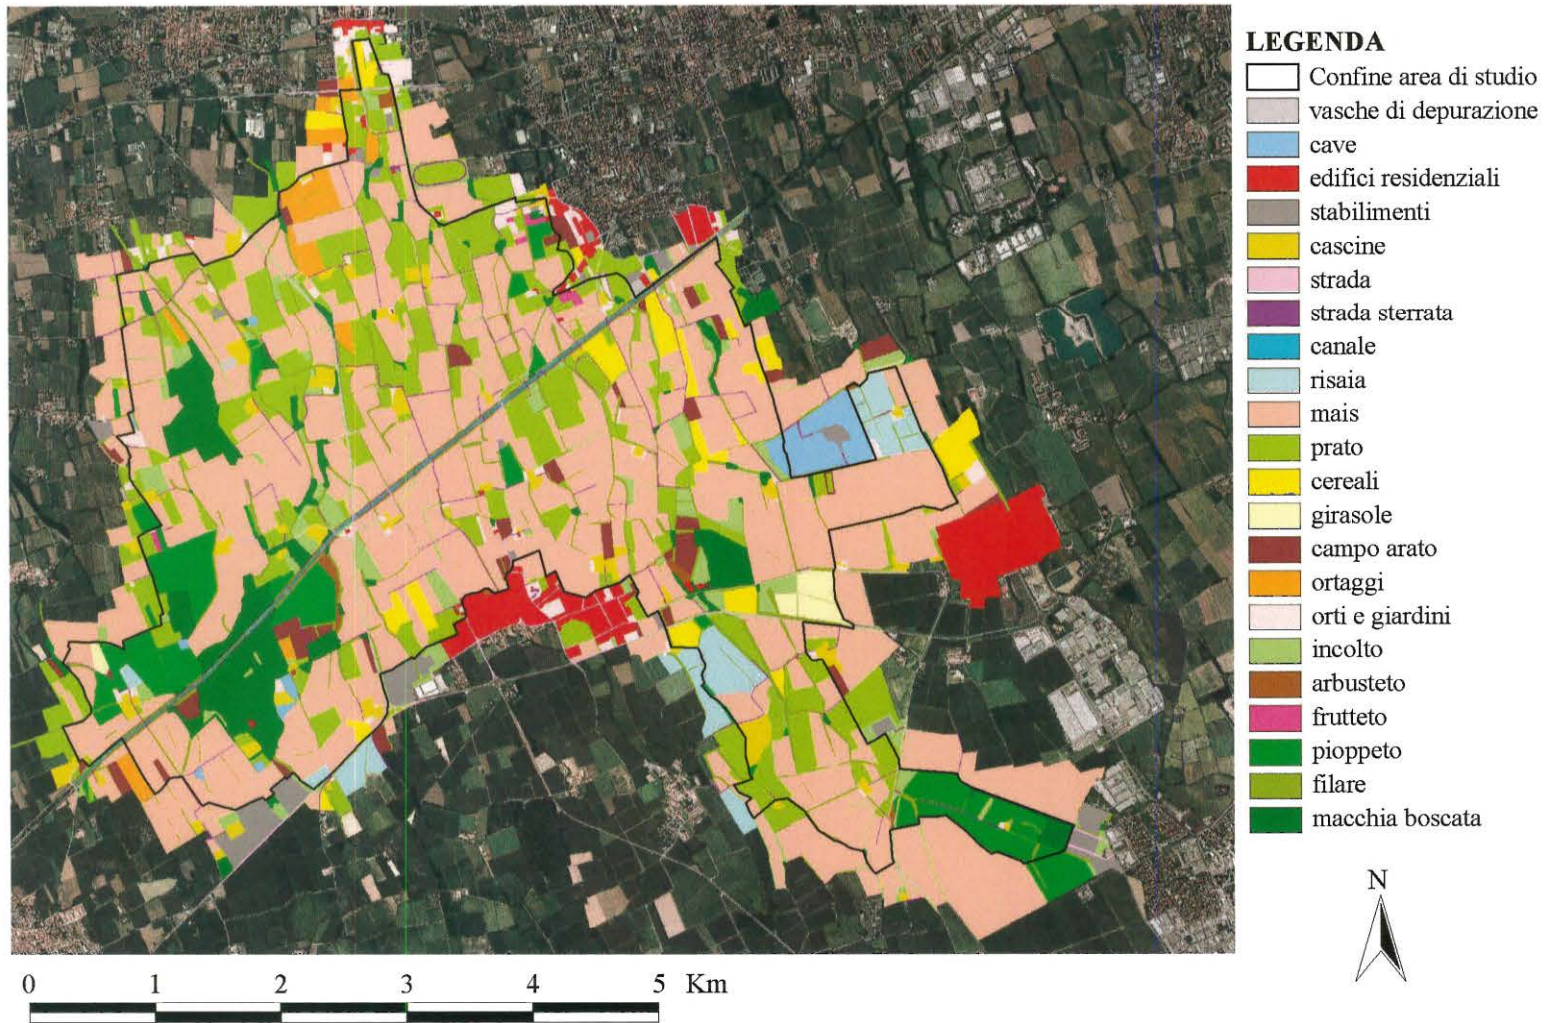 LEGENDA
Confine area di studio
vasche di depurazione
cave
edifici residenziali
stabilimenti
cascine
strada
strada sterrata
canale
risaia
mais
prato
cereali
girasole
campo arato
ortaggi
orti e giardini
incolto
arbusteto
frutteto
pioppeto
filare
macchia boscata
N
0 1 2 3 4 5 Km